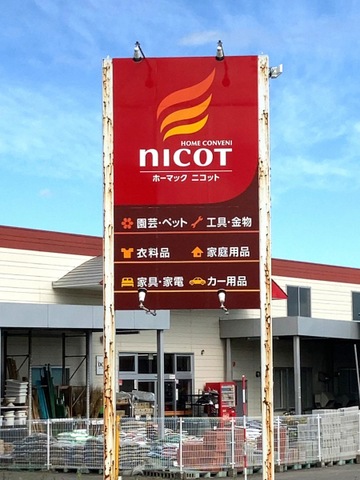 HOME CONVENI
nicot
ホーマック ニコット
園芸・ペット 工具・金物
衣料品 家庭用品
家具・家電 カー用品